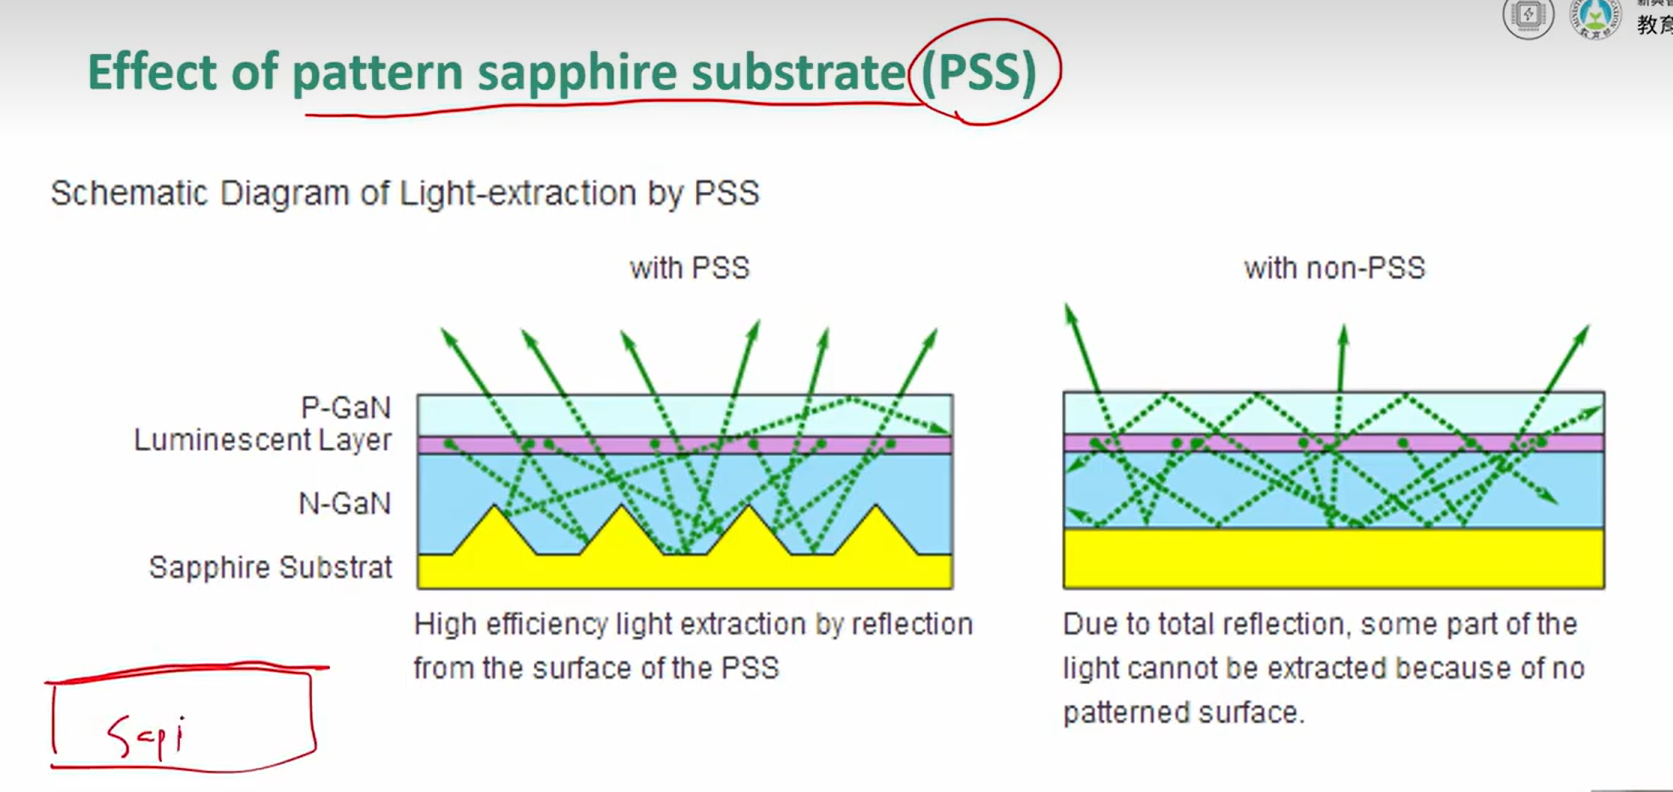 教育
Effect of pattern sapphire substrate (PSS)
Schematic Diagram of Light-extraction by PSS
with PSS
with non-PSS
P-GaN
Luminescent Layer
N-GaN
Sapphire Substrat
High efficiency light extraction by reflection
from the surface of the PSS
Due to total reflection, some part of the
light cannot be extracted because of no
patterned surface.
Sapi